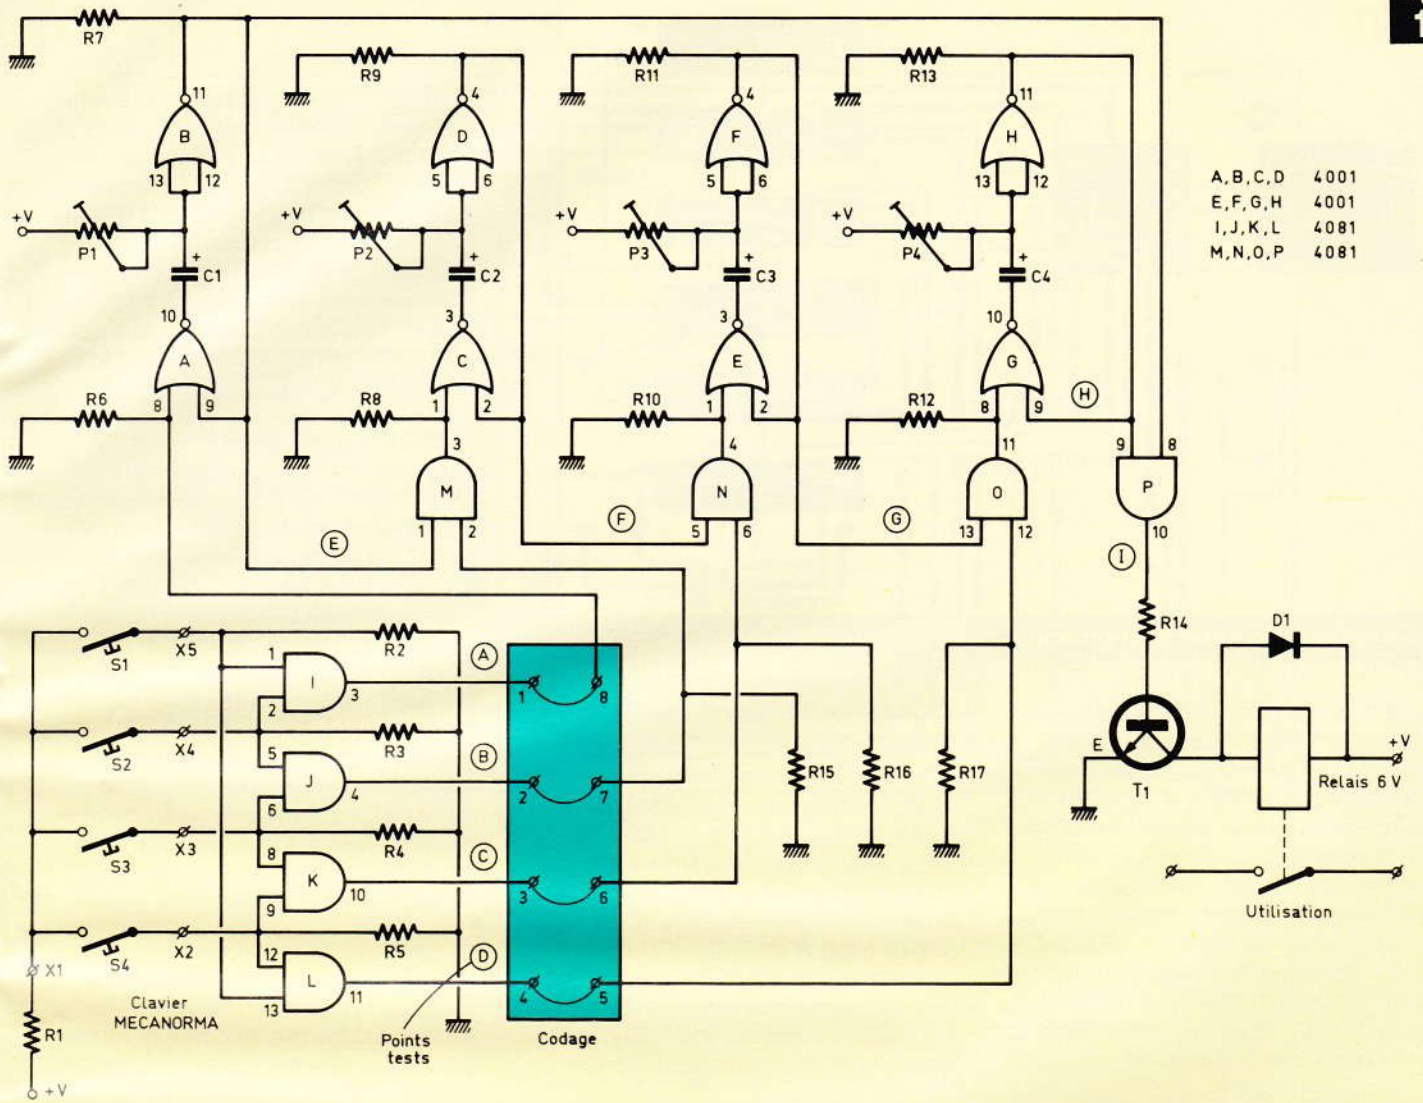 t
R7
R9
R11
R13
11
4
4
11
B
D
F
H
13 12
5 6
5 6
13 12
A,B,C,D 4001
E,F,G,H 4001
I,J,K,L 4081
M,N,O,P 4081
+V
+V
+V
+V
P1
P2
P3
P4
+
+
+
+
C1
C2
C3
C4
10
3
3
10
A
C
E
G
R6
R8
R10
R12
8 9
1 2
1 2
8 9
H
3
4
11
9 8
M
N
O
P
1 2
5 6
13 12
10
E
F
G
I
R14
D1
S1
X5
R2
A
1
I
3
2
1
8
S2
X4
R3
B
5
J
4
6
2
7
R15
R16
R17
E
T1
+V
Relais 6 V
S3
X3
R4
C
8
K
10
9
3
6
S4
X2
R5
D
12
L
11
13
4
5
Utilisation
X1
Clavier
MECANORMA
R1
Points
tests
Codage
+V